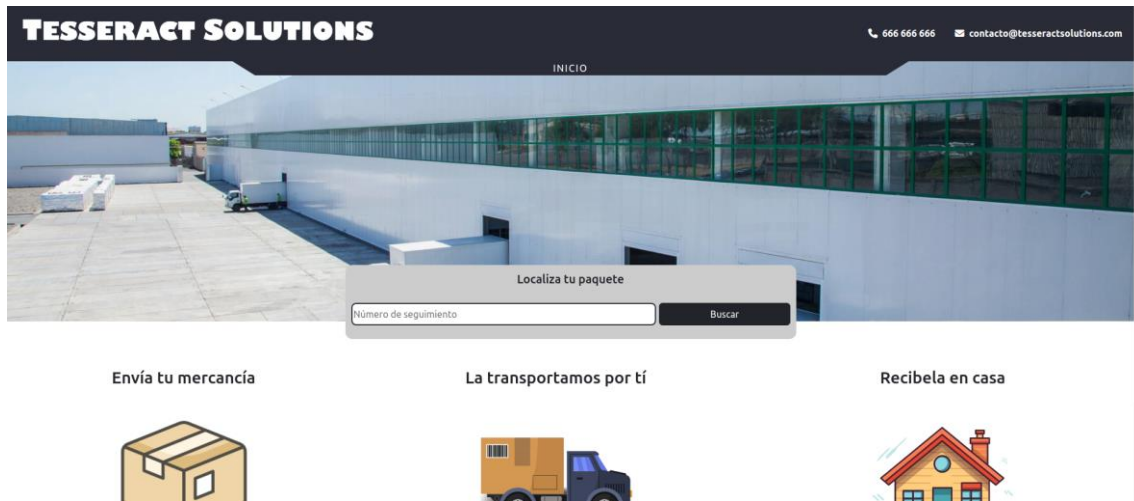 TESSERACT SOLUTIONS
666 666 666 contacto@tesseractsolutions.com
INICIO
Localiza tu paquete
Número de seguimiento Buscar
Envía tu mercancía La transportamos por tí Recibela en casa